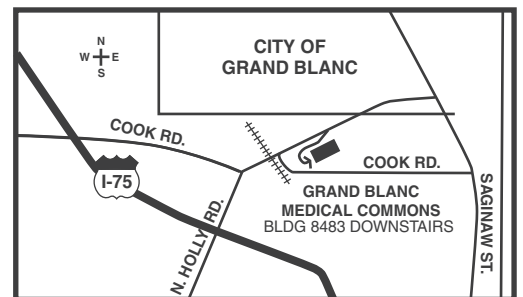 N
W E
S
CITY OF
GRAND BLANC
COOK RD.
I-75
COOK RD.
GRAND BLANC
MEDICAL COMMONS
BLDG 8483 DOWNSTAIRS
N. HOLLY RD.
SAGINAW ST.